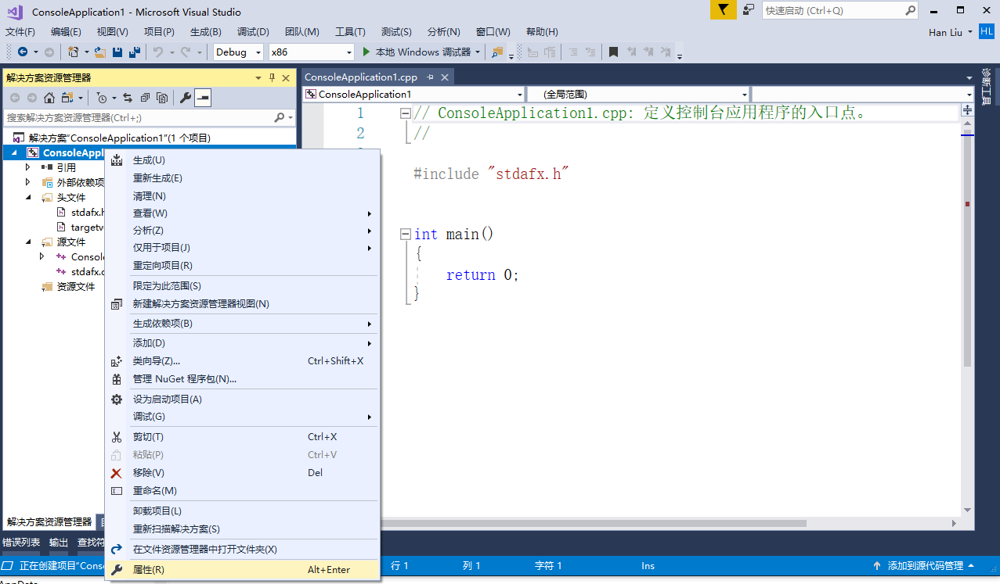 ConsoleApplication1 - Microsoft Visual Studio
快速启动 (Ctrl+Q)
文件(F) 编辑(E) 视图(V) 项目(P) 生成(B) 调试(D) 团队(M) 工具(T) 测试(S) 分析(N) 窗口(W) 帮助(H)
Han Liu HL
Debug x86 本地 Windows 调试器
解决方案资源管理器
ConsoleApplication1.cpp
诊断工具
ConsoleApplication1 (全局范围)
搜索解决方案资源管理器(Ctrl+;)
解决方案"ConsoleApplication1"(1 个项目)
ConsoleAppl
引用
外部依赖项
头文件
stdafx.h
targetv
源文件
Consol
stdafx.c
资源文件
生成(U)
重新生成(E)
清理(N)
查看(W)
分析(Z)
仅用于项目(J)
重定向项目(R)
限定为此范围(S)
新建解决方案资源管理器视图(N)
生成依赖项(B)
添加(D)
类向导(Z)... Ctrl+Shift+X
管理 NuGet 程序包(N)...
设为启动项目(A)
调试(G)
剪切(T) Ctrl+X
粘贴(P) Ctrl+V
移除(V) Del
重命名(M)
卸载项目(L)
重新扫描解决方案(S)
在文件资源管理器中打开文件夹(X)
属性(R) Alt+Enter
1 // ConsoleApplication1.cpp: 定义控制台应用程序的入口点。
2 //
#include "stdafx.h"
int main()
{
return 0;
}
解决方案资源管理器
错误列表 输出 查找符
正在创建项目"Cons
行 1 列 1 字符 1 Ins
添加到源代码管理
AppData